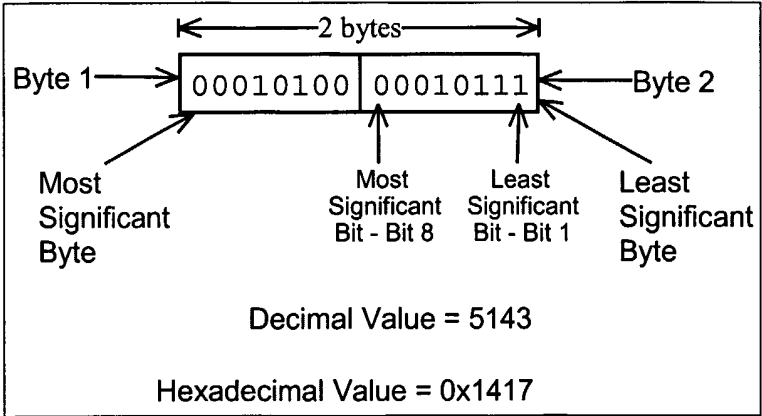 2 bytes
Byte 1
00010100 00010111
Byte 2
Most
Significant
Byte
Most
Significant
Bit - Bit 8
Least
Significant
Bit - Bit 1
Least
Significant
Byte
Decimal Value = 5143
Hexadecimal Value = 0x1417